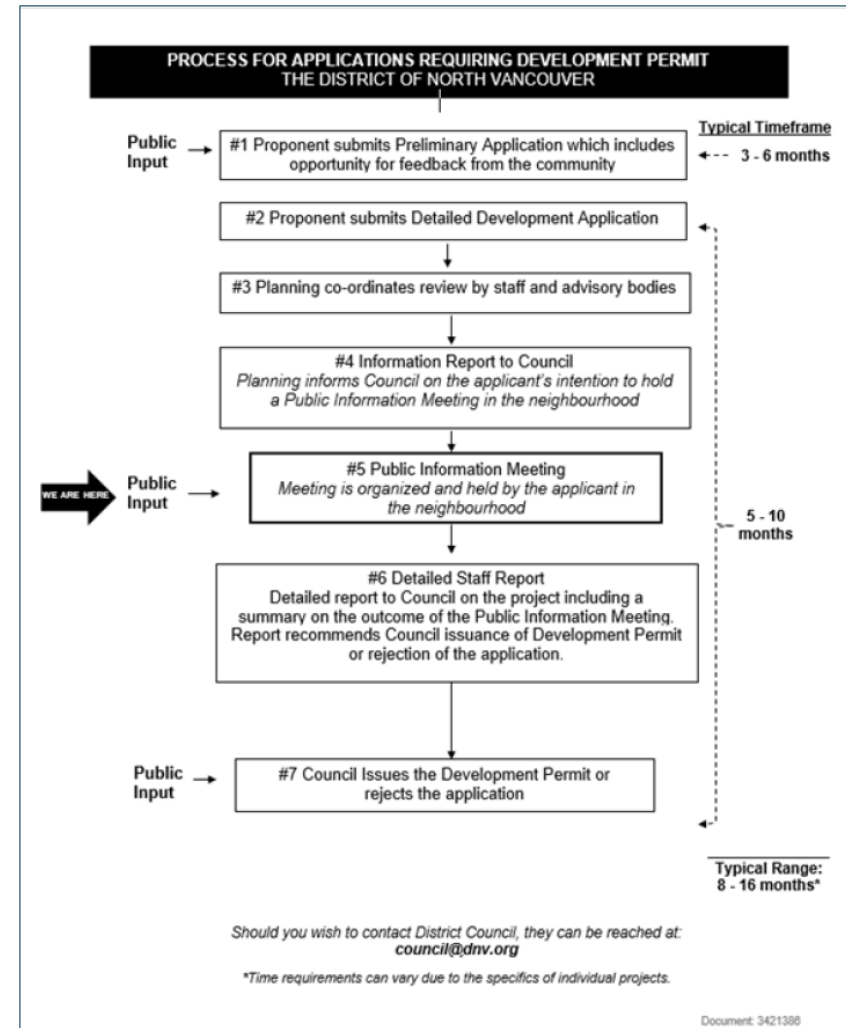 PROCESS FOR APPLICATIONS REQUIRING DEVELOPMENT PERMIT
THE DISTRICT OF NORTH VANCOUVER
Typical Timeframe
Public
Input
#1 Proponent submits Preliminary Application which includes
opportunity for feedback from the community
3 - 6 months
#2 Proponent submits Detailed Development Application
#3 Planning co-ordinates review by staff and advisory bodies
#4 Information Report to Council
Planning informs Council on the applicant's intention to hold
a Public Information Meeting in the neighbourhood
WE ARE HERE
Public
Input
#5 Public Information Meeting
Meeting is organized and held by the applicant in
the neighbourhood
5 - 10
months
#6 Detailed Staff Report
Detailed report to Council on the project including a
summary on the outcome of the Public Information Meeting.
Report recommends Council issuance of Development Permit
or rejection of the application.
Public
Input
#7 Council Issues the Development Permit or
rejects the application
Typical Range:
8 - 16 months*
Should you wish to contact District Council, they can be reached at:
council@dnv.org
*Time requirements can vary due to the specifics of individual projects.
Document: 3421386